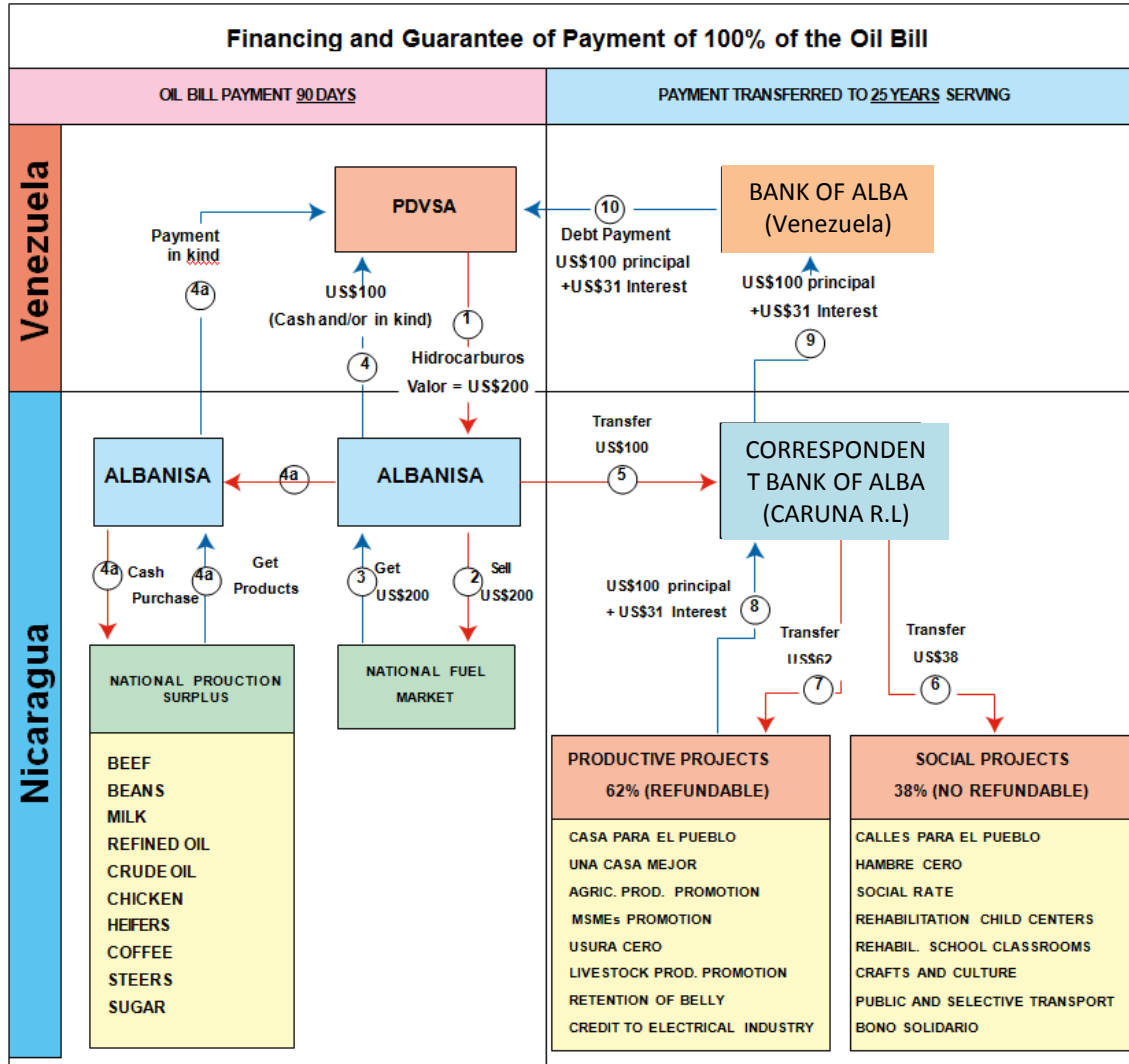 Financing and Guarantee of Payment of 100% of the Oil Bill
OIL BILL PAYMENT 90 DAYS
PAYMENT TRANSFERRED TO 25 YEARS SERVING
Venezuela
PDVSA
BANK OF ALBA
(Venezuela)
10
Debt Payment
US$100 principal
+US$31 Interest
Payment
in kind
4a
US$100
(Cash and/or in kind)
4
1
Hidrocarburos
Valor = US$200
US$100 principal
+US$31 Interest
9
Nicaragua
ALBANISA
4a
ALBANISA
Transfer
US$100
5
CORRESPONDEN
T BANK OF ALBA
(CARUNA R.L)
4a
Cash
Purchase
4a
Get
Products
3
Get
US$200
2
Sell
US$200
US$100 principal
+ US$31 Interest
8
Transfer
US$62
7
Transfer
US$38
6
NATIONAL PROUCTION
SURPLUS
NATIONAL FUEL
MARKET
BEEF
BEANS
MILK
REFINED OIL
CRUDE OIL
CHICKEN
HEIFERS
COFFEE
STEERS
SUGAR
PRODUCTIVE PROJECTS
62% (REFUNDABLE)
CASA PARA EL PUEBLO
UNA CASA MEJOR
AGRIC. PROD. PROMOTION
MSMEs PROMOTION
USURA CERO
LIVESTOCK PROD. PROMOTION
RETENTION OF BELLY
CREDIT TO ELECTRICAL INDUSTRY
SOCIAL PROJECTS
38% (NO REFUNDABLE)
CALLES PARA EL PUEBLO
HAMBRE CERO
SOCIAL RATE
REHABILITATION CHILD CENTERS
REHABIL. SCHOOL CLASSROOMS
CRAFTS AND CULTURE
PUBLIC AND SELECTIVE TRANSPORT
BONO SOLIDARIO